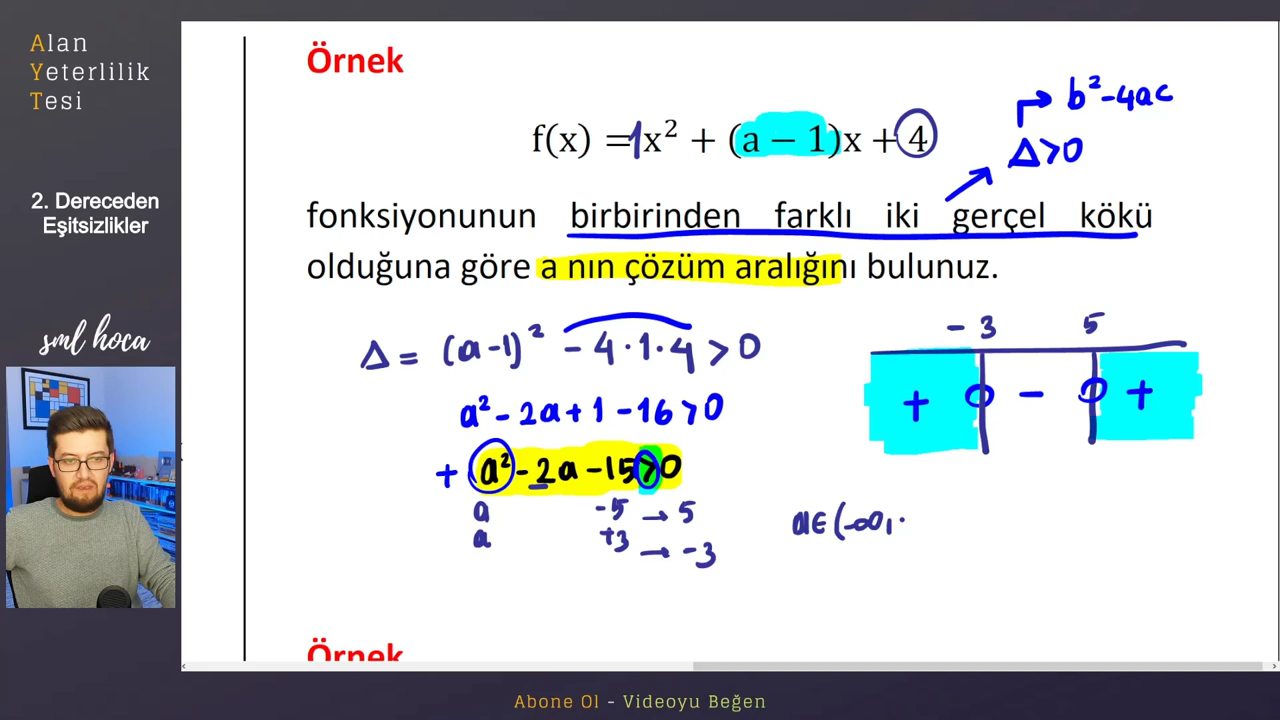 Alan
Yeterlilik
Tesi
2. Dereceden
Eşitsizlikler
sml hoca
Örnek
f(x) = 1x² + (a − 1)x + 4
b²-4ac
Δ>0
fonksiyonunun birbirinden farklı iki gerçel kökü
olduğuna göre a nın çözüm aralığını bulunuz.
Δ = (a-1)² - 4·1·4 > 0
a² - 2a + 1 - 16 > 0
+ a² - 2a - 15 > 0
a -5 → 5
a +3 → -3
-3 5
+ 0 - 0 +
a∈(-∞,
Örnek
Abone Ol - Videoyu Beğen